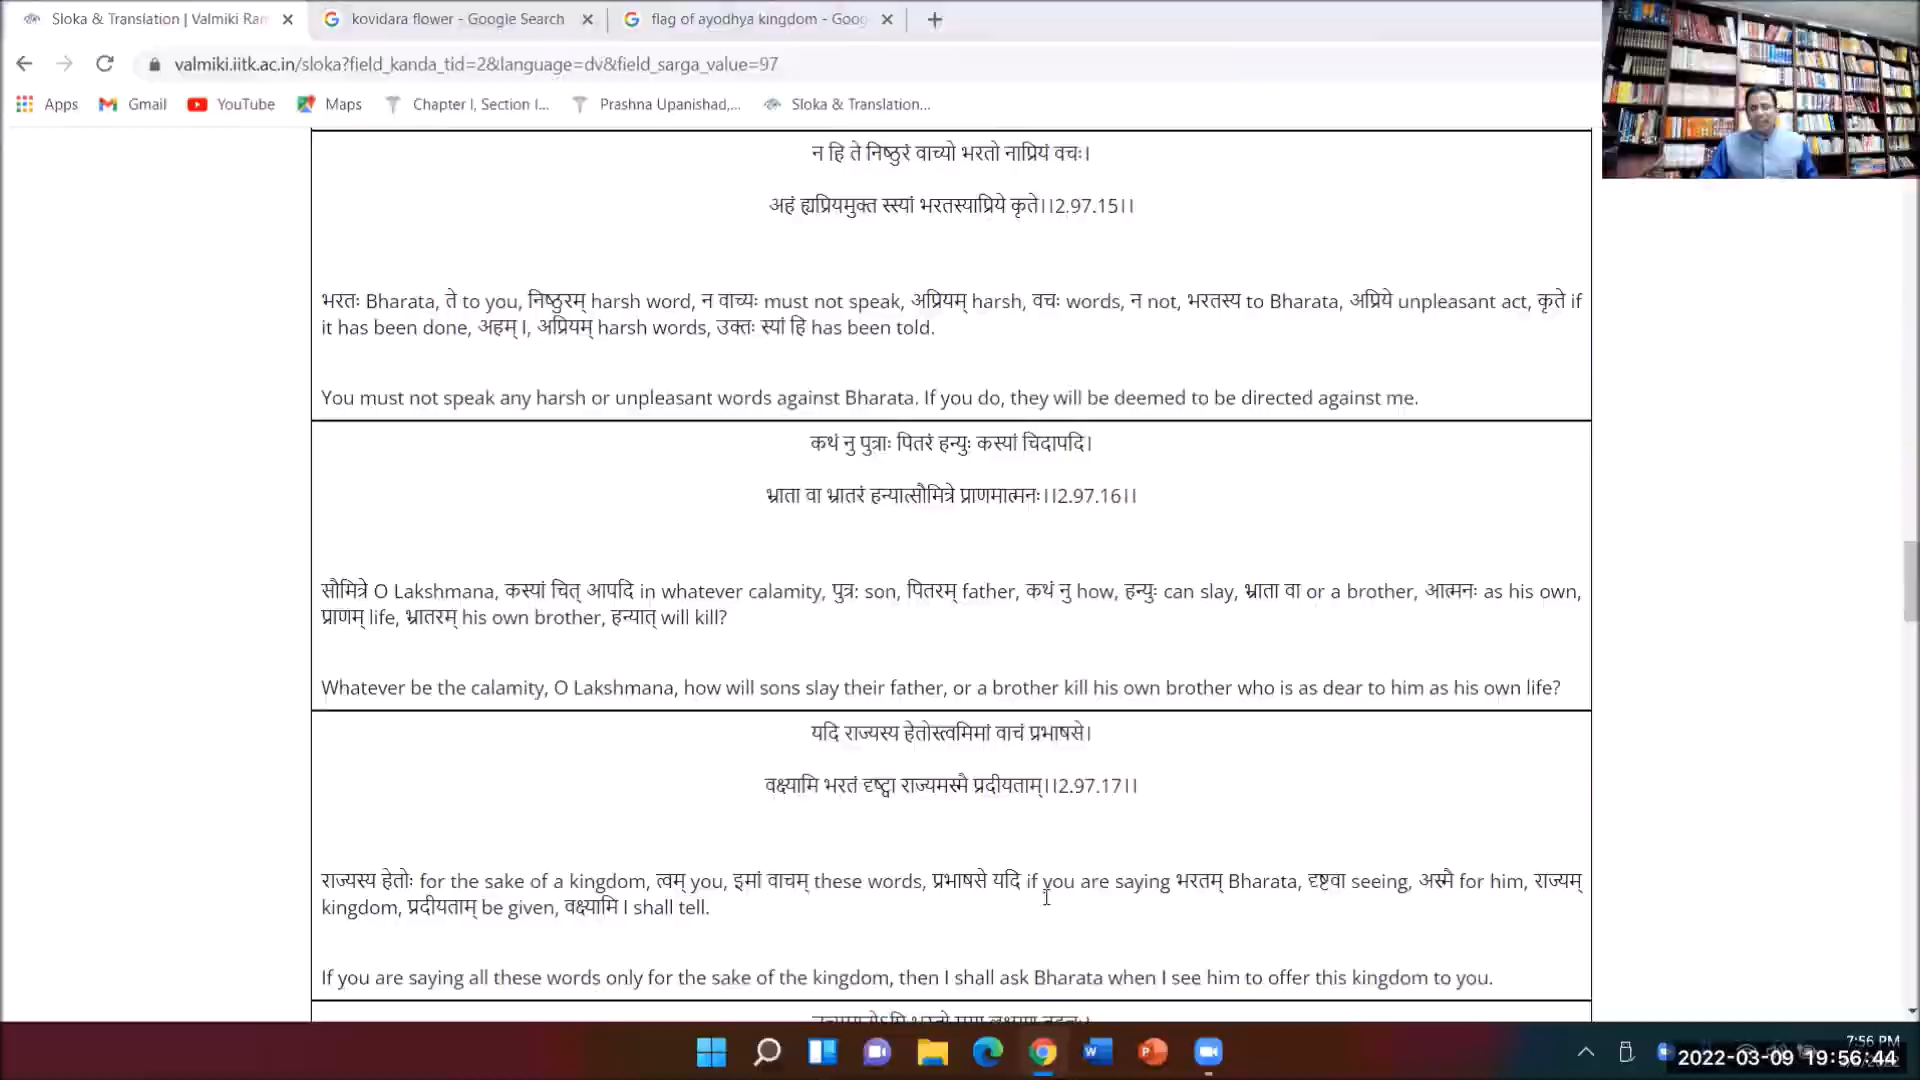 Sloka & Translation | Valmiki Ran
kovidara flower - Google Search
flag of ayodhya kingdom - Goog
valmiki.iitk.ac.in/sloka?field_kanda_tid=2&language=dv&field_sarga_value=97
Apps
Gmail
YouTube
Maps
Chapter I, Section I...
Prashna Upanishad,...
Sloka & Translation...
न हि ते निष्ठुरं वाच्यो भरतो नाप्रियं वचः।
अहं ह्यप्रियमुक्त स्स्यां भरतस्याप्रिये कृते।।2.97.15।।
भरतः Bharata, ते to you, निष्ठुरम् harsh word, न वाच्यः must not speak, अप्रियम् harsh, वचः words, न not, भरतस्य to Bharata, अप्रिये unpleasant act, कृते if
it has been done, अहम् I, अप्रियम् harsh words, उक्तः स्यां हि has been told.
You must not speak any harsh or unpleasant words against Bharata. If you do, they will be deemed to be directed against me.
कथं नु पुत्राः पितरं हन्युः कस्यां चिदापदि।
भ्राता वा भ्रातरं हन्यात्सौमित्रे प्राणमात्मनः।।2.97.16।।
सौमित्रे O Lakshmana, कस्यां चित् आपदि in whatever calamity, पुत्र: son, पितरम् father, कथं नु how, हन्युः can slay, भ्राता वा or a brother, आत्मनः as his own,
प्राणम् life, भ्रातरम् his own brother, हन्यात् will kill?
Whatever be the calamity, O Lakshmana, how will sons slay their father, or a brother kill his own brother who is as dear to him as his own life?
यदि राज्यस्य हेतोस्त्वमिमां वाचं प्रभाषसे।
वक्ष्यामि भरतं दृष्ट्वा राज्यमस्मै प्रदीयताम्।।2.97.17।।
राज्यस्य हेतोः for the sake of a kingdom, त्वम् you, इमां वाचम् these words, प्रभाषसे यदि if you are saying भरतम् Bharata, दृष्टवा seeing, अस्मै for him, राज्यम्
kingdom, प्रदीयताम् be given, वक्ष्यामि I shall tell.
If you are saying all these words only for the sake of the kingdom, then I shall ask Bharata when I see him to offer this kingdom to you.
7:56 PM
2022-03-09 19:56:44